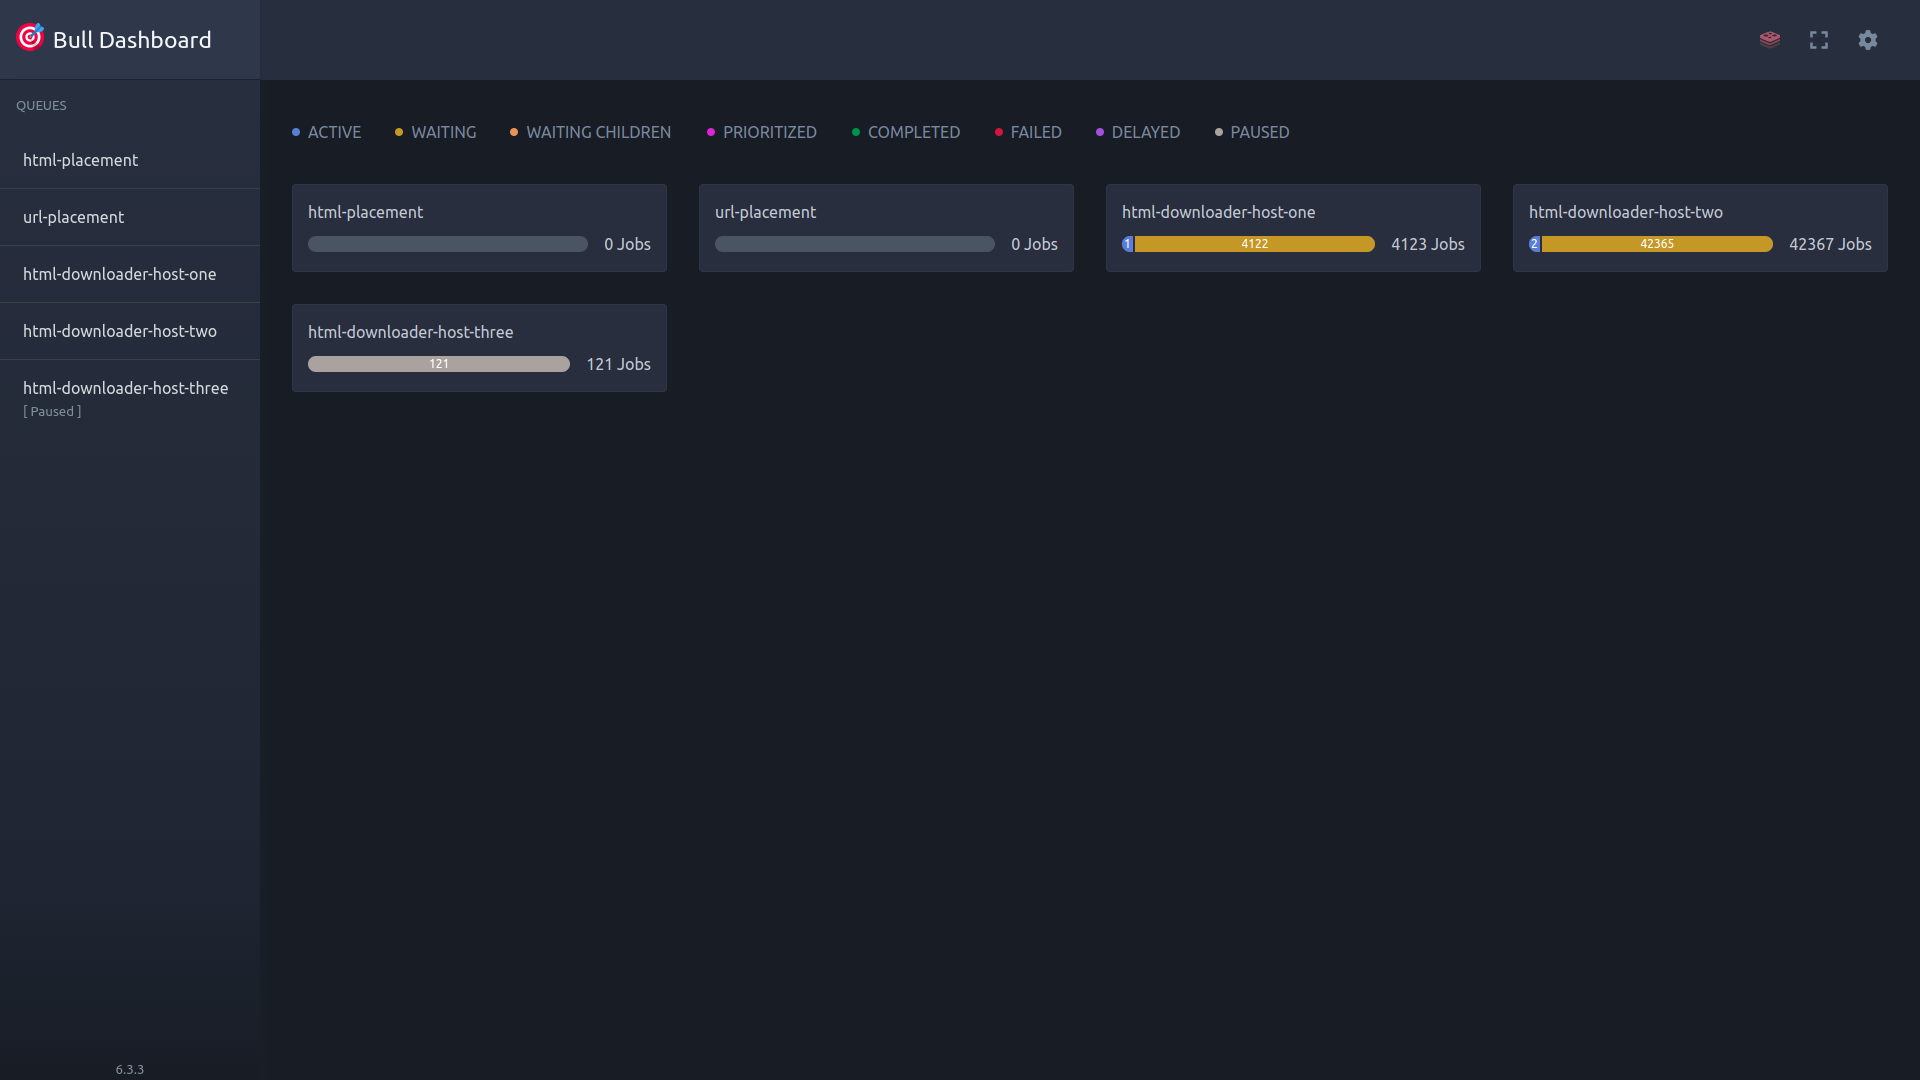 Bull Dashboard
QUEUES
html-placement
url-placement
html-downloader-host-one
html-downloader-host-two
html-downloader-host-three
[ Paused ]
6.3.3
ACTIVE WAITING WAITING CHILDREN PRIORITIZED COMPLETED FAILED DELAYED PAUSED
html-placement
0 Jobs
url-placement
0 Jobs
html-downloader-host-one
1 4122 4123 Jobs
html-downloader-host-two
2 42365 42367 Jobs
html-downloader-host-three
121 121 Jobs